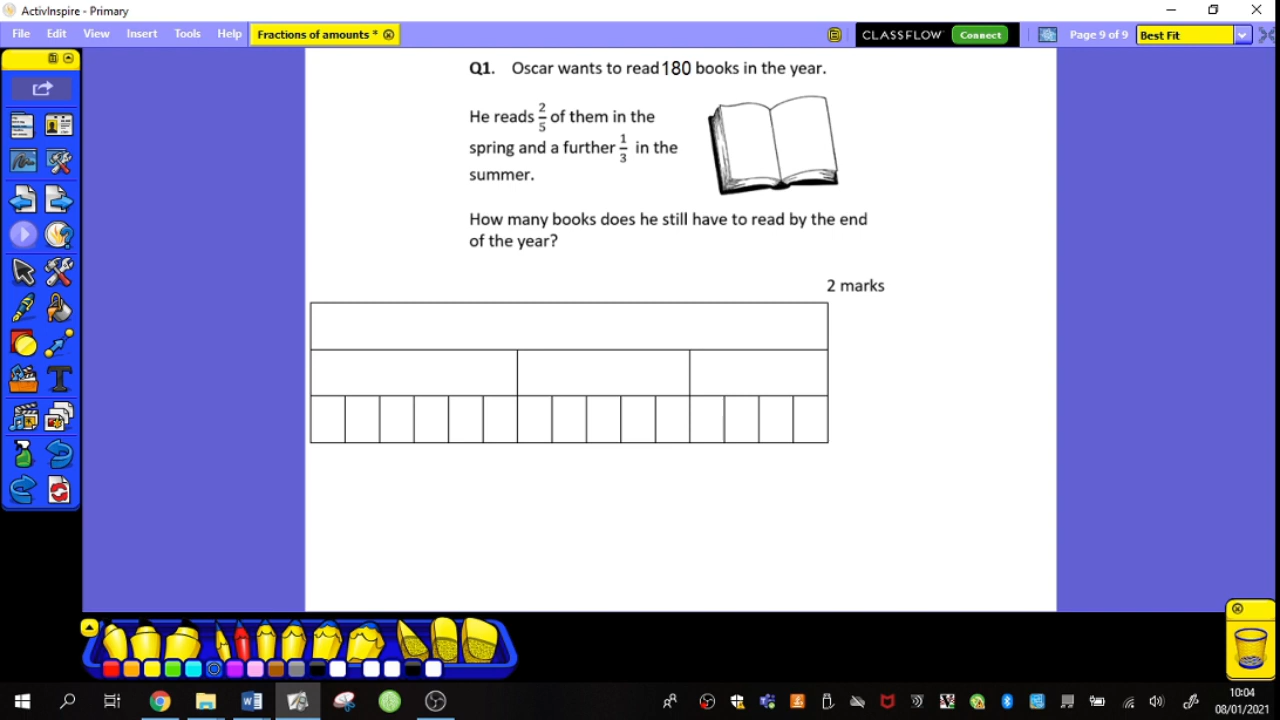 ActivInspire - Primary
File Edit View Insert Tools Help Fractions of amounts * CLASSFLOW Connect Page 9 of 9 Best Fit
Q1. Oscar wants to read 180 books in the year.
He reads 2/5 of them in the
spring and a further 1/3 in the
summer.
How many books does he still have to read by the end
of the year?
2 marks
10:04
08/01/2021